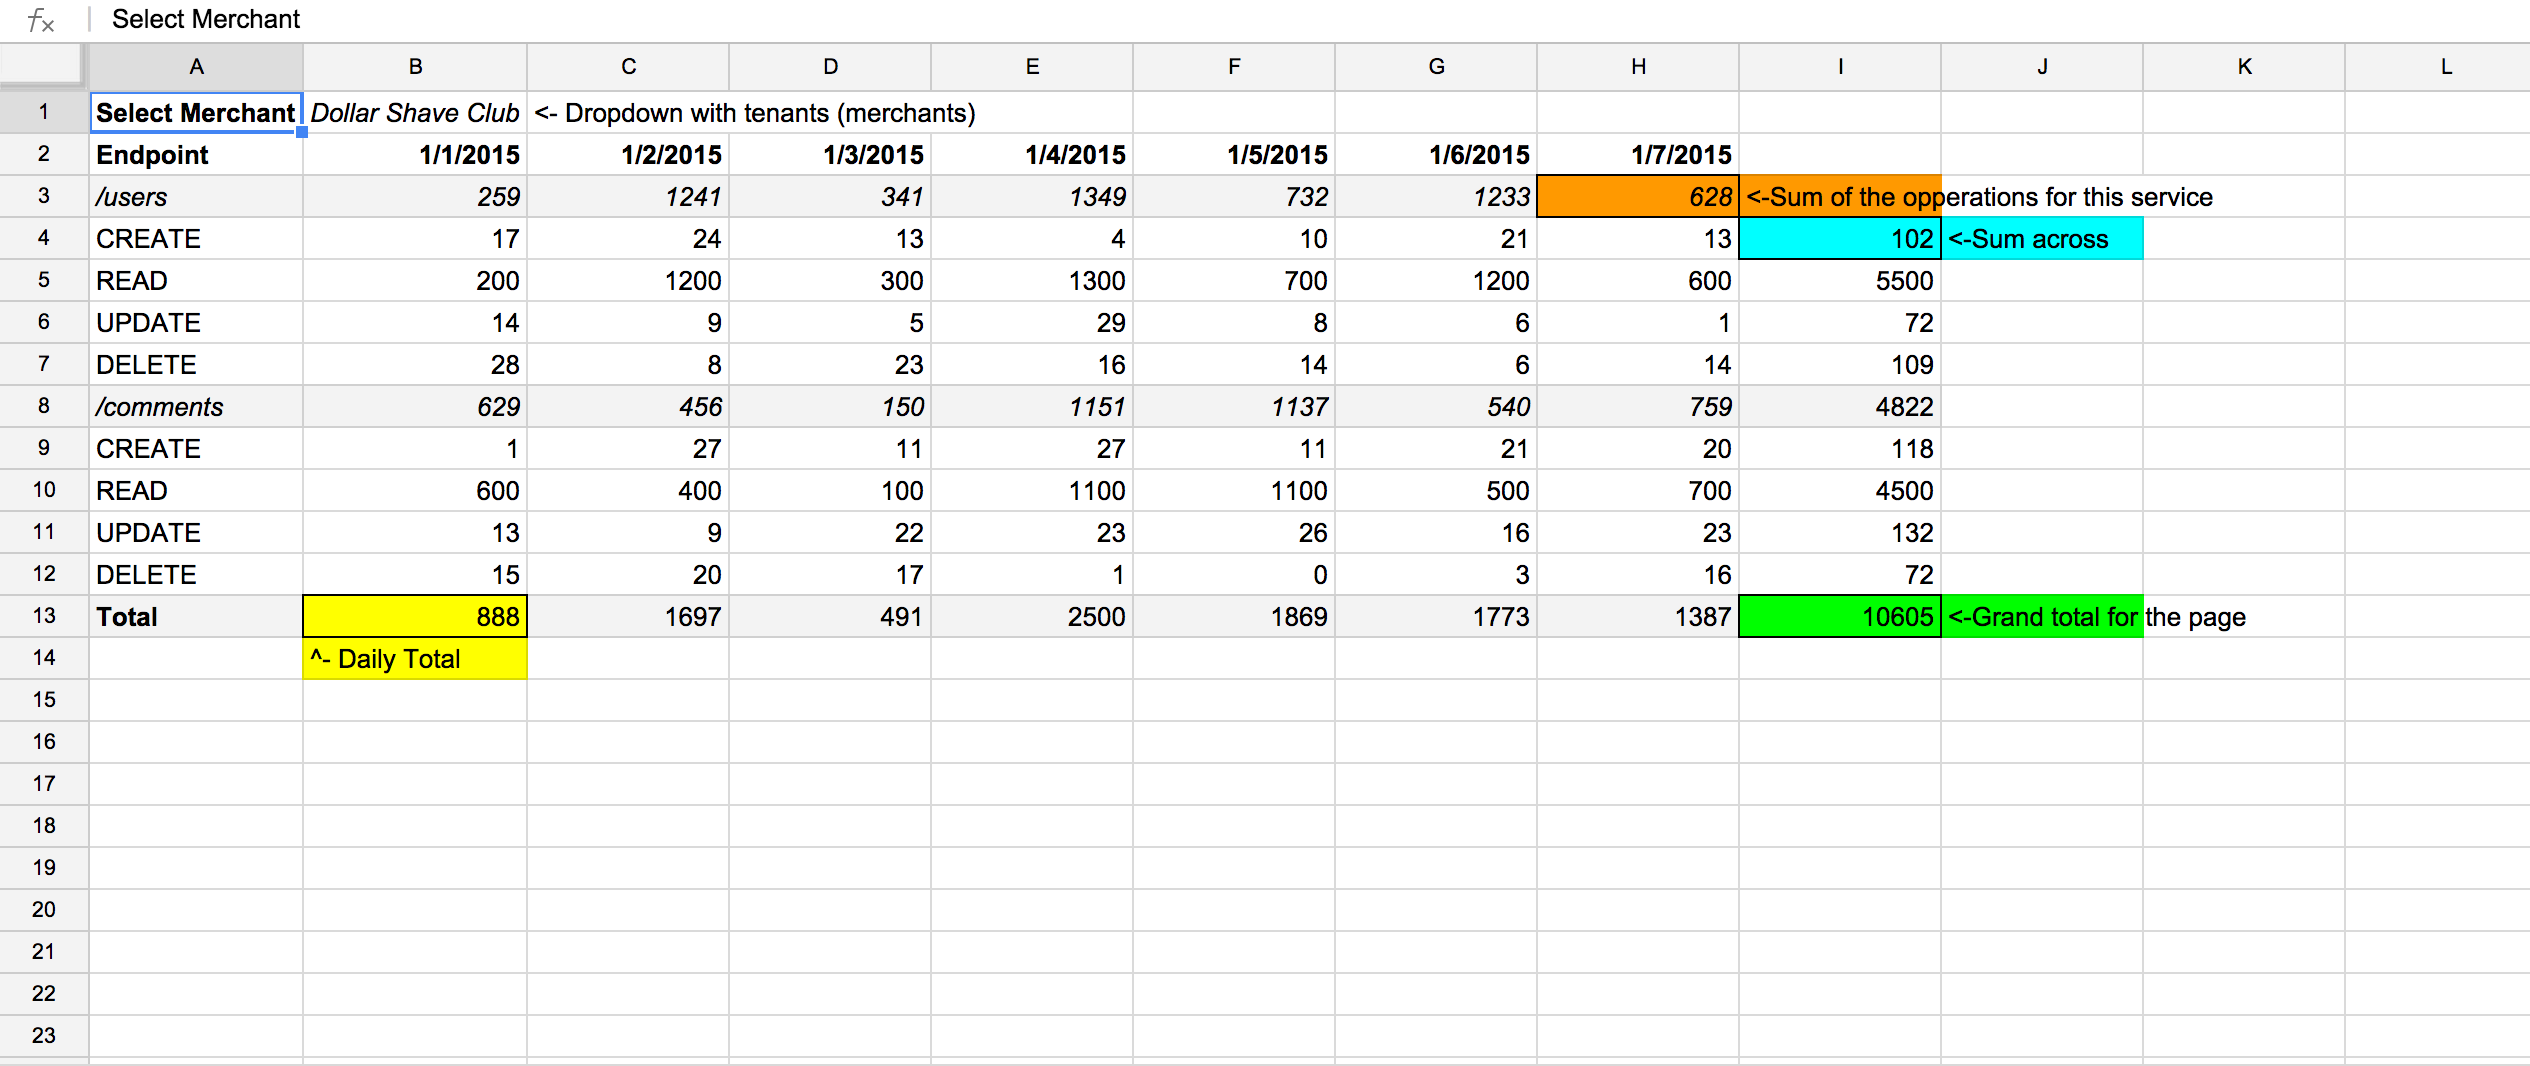 fx Select Merchant
A B C D E F G H I J K L
1 Select Merchant Dollar Shave Club <- Dropdown with tenants (merchants)
2 Endpoint 1/1/2015 1/2/2015 1/3/2015 1/4/2015 1/5/2015 1/6/2015 1/7/2015
3 /users 259 1241 341 1349 732 1233 628 <-Sum of the opperations for this service
4 CREATE 17 24 13 4 10 21 13 102 <-Sum across
5 READ 200 1200 300 1300 700 1200 600 5500
6 UPDATE 14 9 5 29 8 6 1 72
7 DELETE 28 8 23 16 14 6 14 109
8 /comments 629 456 150 1151 1137 540 759 4822
9 CREATE 1 27 11 27 11 21 20 118
10 READ 600 400 100 1100 1100 500 700 4500
11 UPDATE 13 9 22 23 26 16 23 132
12 DELETE 15 20 17 1 0 3 16 72
13 Total 888 1697 491 2500 1869 1773 1387 10605 <-Grand total for the page
14 ^- Daily Total
15
16
17
18
19
20
21
22
23